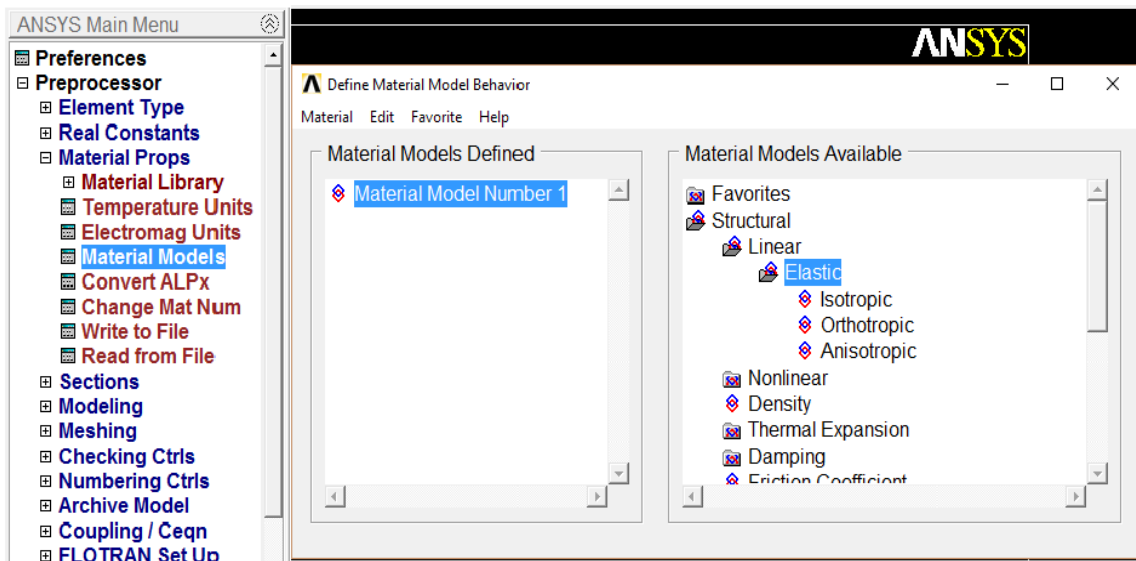 ANSYS Main Menu
Preferences
Preprocessor
Element Type
Real Constants
Material Props
Material Library
Temperature Units
Electromag Units
Material Models
Convert ALPx
Change Mat Num
Write to File
Read from File
Sections
Modeling
Meshing
Checking Ctrls
Numbering Ctrls
Archive Model
Coupling / Ceqn
FLOTRAN Set Up
ANSYS
Define Material Model Behavior
Material Edit Favorite Help
Material Models Defined
Material Model Number 1
Material Models Available
Favorites
Structural
Linear
Elastic
Isotropic
Orthotropic
Anisotropic
Nonlinear
Density
Thermal Expansion
Damping
Friction Coefficient